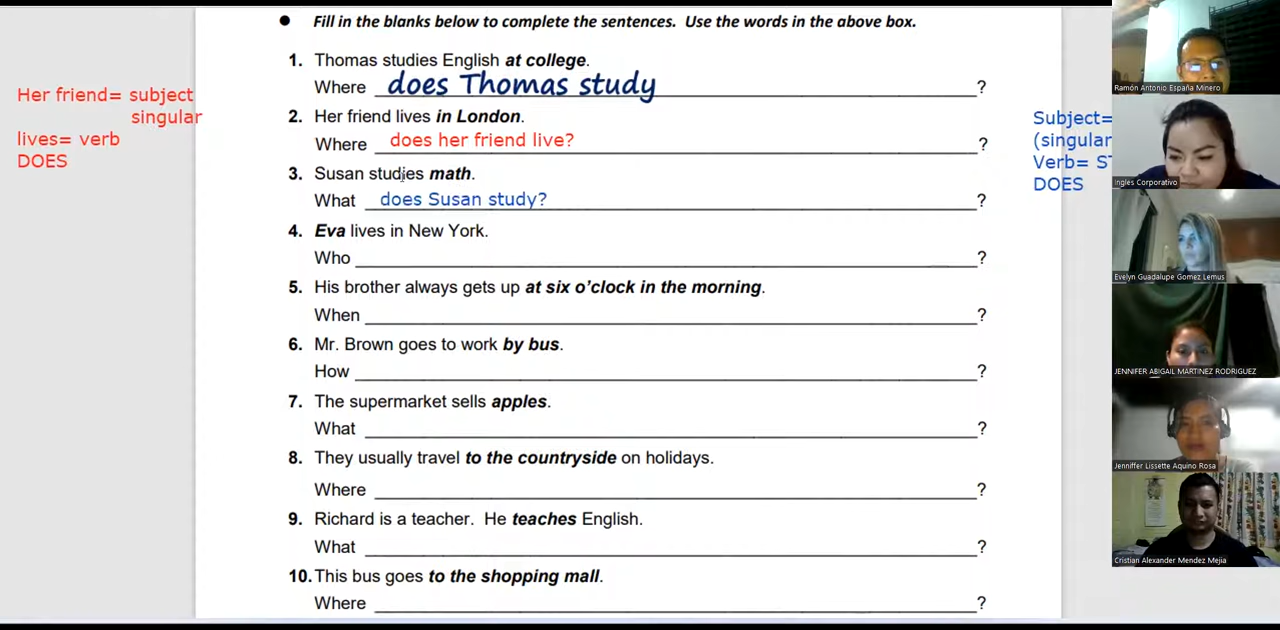 ● Fill in the blanks below to complete the sentences. Use the words in the above box.
1. Thomas studies English at college.
Where does Thomas study ?
Her friend= subject
singular
lives= verb
DOES
2. Her friend lives in London.
Where does her friend live? ?
3. Susan studies math.
What does Susan study? ?
Subject=
(singular
Verb= ST
DOES
4. Eva lives in New York.
Who ?
5. His brother always gets up at six o'clock in the morning.
When ?
6. Mr. Brown goes to work by bus.
How ?
7. The supermarket sells apples.
What ?
8. They usually travel to the countryside on holidays.
Where ?
9. Richard is a teacher. He teaches English.
What ?
10. This bus goes to the shopping mall.
Where ?
Ramón Antonio España Minero
Ingles Corporativo
Evelyn Guadalupe Gomez Lemus
JENNIFER ABIGAIL MARTINEZ RODRIGUEZ
Jenniffer Lissette Aquino Rosa
Cristian Alexander Mendez Mejia